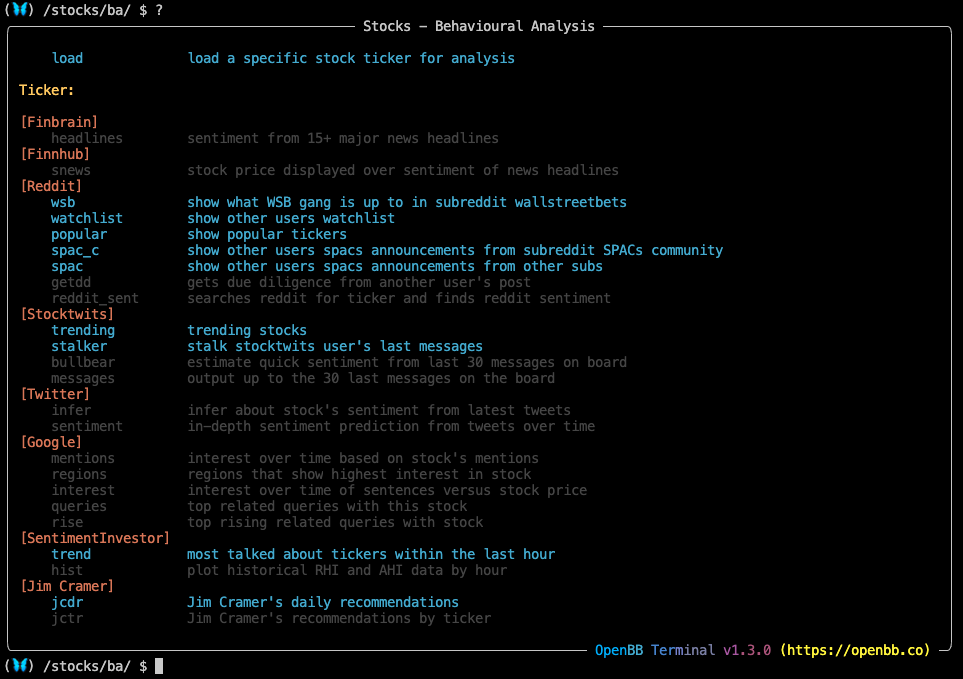 (🦋) /stocks/ba/ $ ?
Stocks - Behavioural Analysis
load load a specific stock ticker for analysis
Ticker:
[Finbrain]
headlines sentiment from 15+ major news headlines
[Finnhub]
snews stock price displayed over sentiment of news headlines
[Reddit]
wsb show what WSB gang is up to in subreddit wallstreetbets
watchlist show other users watchlist
popular show popular tickers
spac_c show other users spacs announcements from subreddit SPACs community
spac show other users spacs announcements from other subs
getdd gets due diligence from another user's post
reddit_sent searches reddit for ticker and finds reddit sentiment
[Stocktwits]
trending trending stocks
stalker stalk stocktwits user's last messages
bullbear estimate quick sentiment from last 30 messages on board
messages output up to the 30 last messages on the board
[Twitter]
infer infer about stock's sentiment from latest tweets
sentiment in-depth sentiment prediction from tweets over time
[Google]
mentions interest over time based on stock's mentions
regions regions that show highest interest in stock
interest interest over time of sentences versus stock price
queries top related queries with this stock
rise top rising related queries with stock
[SentimentInvestor]
trend most talked about tickers within the last hour
hist plot historical RHI and AHI data by hour
[Jim Cramer]
jcdr Jim Cramer's daily recommendations
jctr Jim Cramer's recommendations by ticker
OpenBB Terminal v1.3.0 (https://openbb.co)
(🦋) /stocks/ba/ $